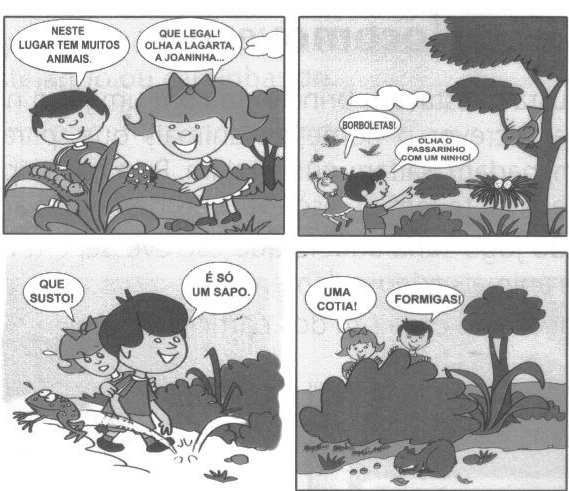 NESTE
LUGAR TEM MUITOS
ANIMAIS.
QUE LEGAL!
OLHA A LAGARTA,
A JOANINHA...
BORBOLETAS!
OLHA O
PASSARINHO
COM UM NINHO!
QUE
SUSTO!
É SÓ
UM SAPO.
UMA
COTIA!
FORMIGAS!